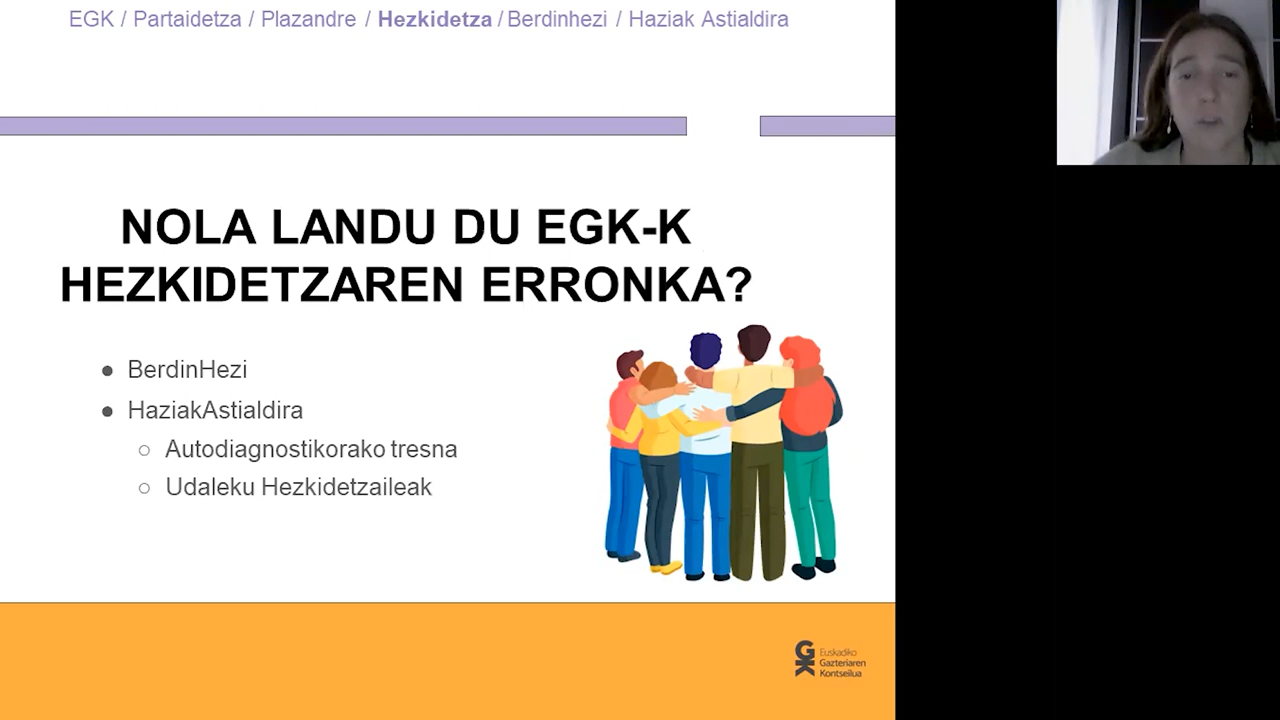 EGK / Partaidetza / Plazandre / Hezkidetza / Berdinhezi / Haziak Astialdira
NOLA LANDU DU EGK-K
HEZKIDETZAREN ERRONKA?
● BerdinHezi
● HaziakAstialdira
○ Autodiagnostikorako tresna
○ Udaleku Hezkidetzaileak
GK
Euskadiko
Gazteriaren
Kontseilua